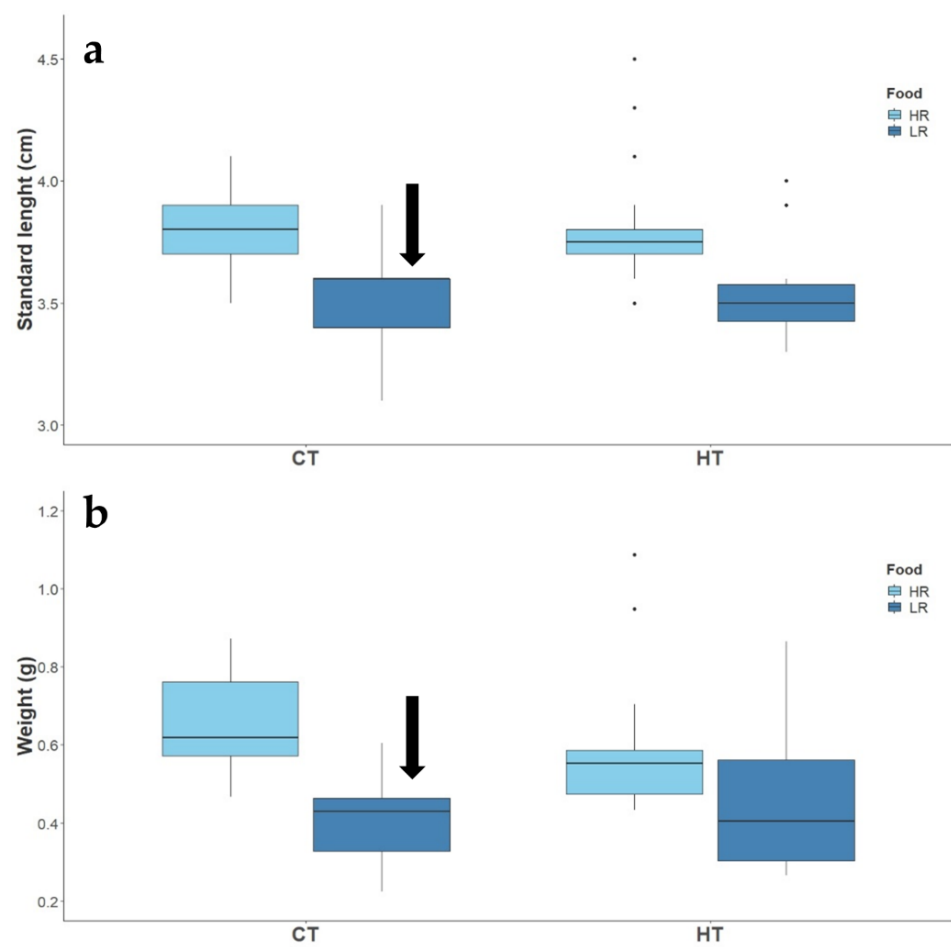 a
4.5
4.0
3.5
3.0
Standard lenght (cm)
Food
HR
LR
CT
HT
b
1.2
1.0
0.8
0.6
0.4
0.2
Weight (g)
Food
HR
LR
CT
HT